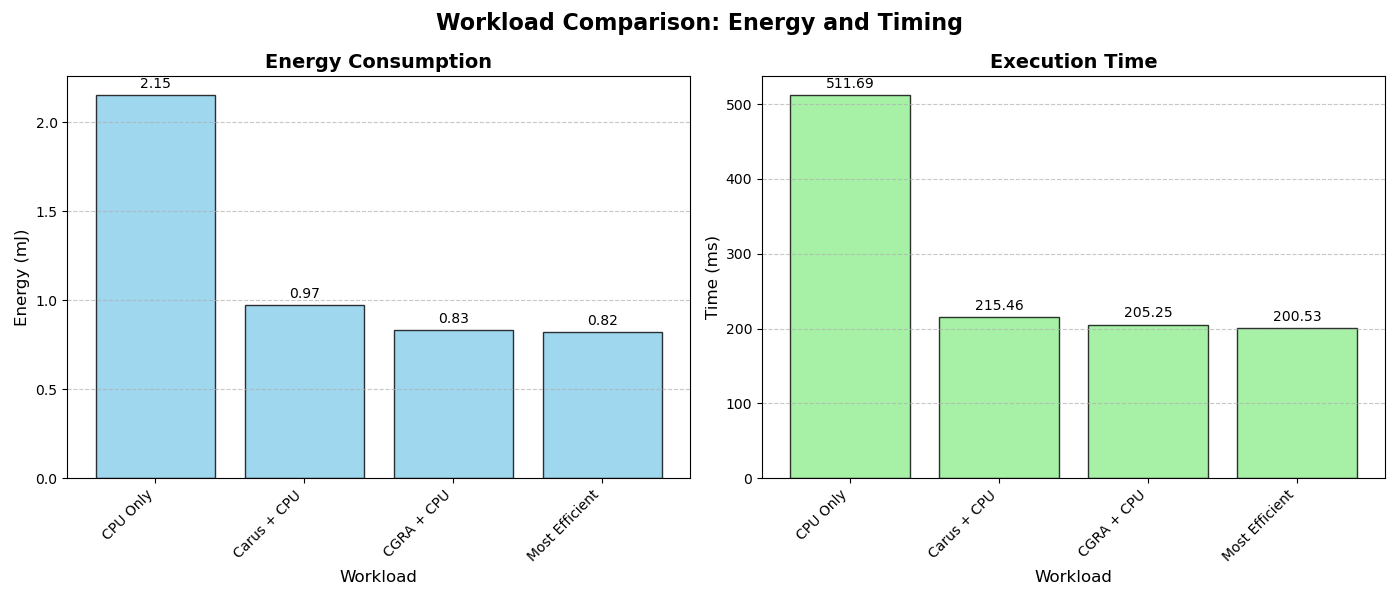 Workload Comparison: Energy and Timing
Energy Consumption
Energy (mJ)
2.0
1.5
1.0
0.5
0.0
2.15
0.97
0.83
0.82
CPU Only
Carus + CPU
CGRA + CPU
Most Efficient
Workload
Execution Time
Time (ms)
500
400
300
200
100
0
511.69
215.46
205.25
200.53
CPU Only
Carus + CPU
CGRA + CPU
Most Efficient
Workload